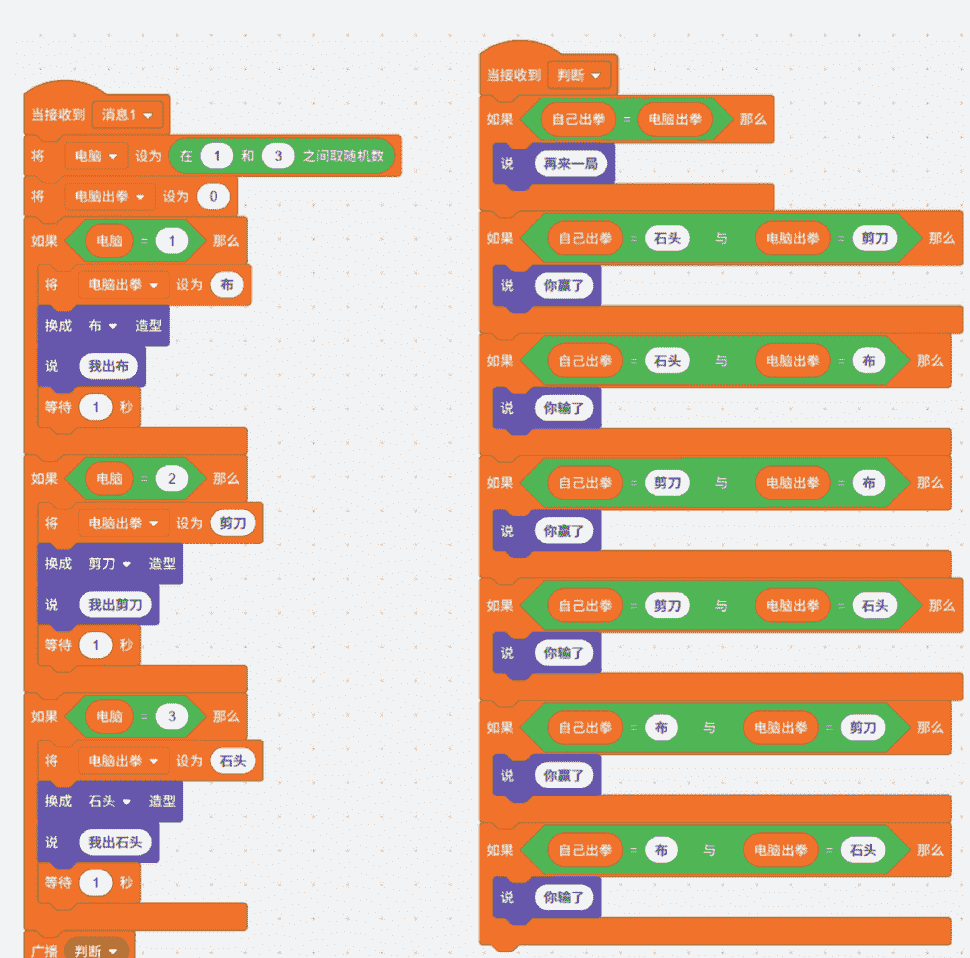 当接收到 消息1
将 电脑 设为 在 1 和 3 之间取随机数
将 电脑出拳 设为 0
如果 电脑 = 1 那么
将 电脑出拳 设为 布
换成 布 造型
说 我出布
等待 1 秒
如果 电脑 = 2 那么
将 电脑出拳 设为 剪刀
换成 剪刀 造型
说 我出剪刀
等待 1 秒
如果 电脑 = 3 那么
将 电脑出拳 设为 石头
换成 石头 造型
说 我出石头
等待 1 秒
广播 判断
当接收到 判断
如果 自己出拳 = 电脑出拳 那么
说 再来一局
如果 自己出拳 = 石头 与 电脑出拳 = 剪刀 那么
说 你赢了
如果 自己出拳 = 石头 与 电脑出拳 = 布 那么
说 你输了
如果 自己出拳 = 剪刀 与 电脑出拳 = 布 那么
说 你赢了
如果 自己出拳 = 剪刀 与 电脑出拳 = 石头 那么
说 你输了
如果 自己出拳 = 布 与 电脑出拳 = 剪刀 那么
说 你赢了
如果 自己出拳 = 布 与 电脑出拳 = 石头 那么
说 你输了